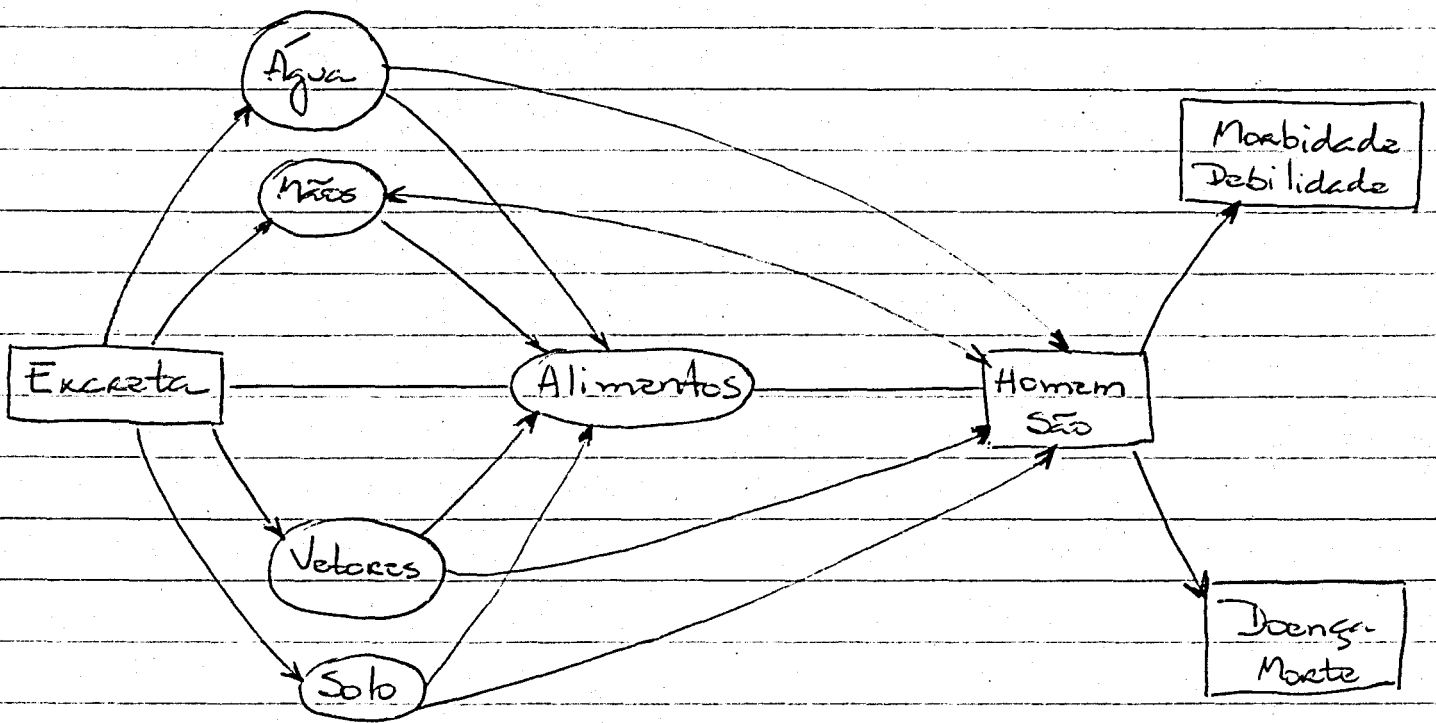 Água
Mãos
Morbidade
Debilidade
Excreta
Alimentos
Homem
São
Vetores
Solo
Doença
Morte